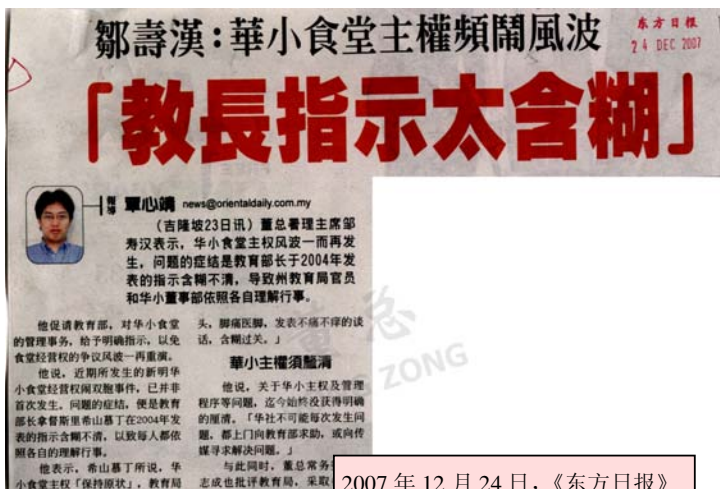 鄒壽漢：華小食堂主權頻鬧風波
东方日报
24 DEC 2007
「教長指示太含糊」
報導
覃心皜 news@orientaldaily.com.my
（吉隆坡23日讯）董总署理主席邹
寿汉表示，华小食堂主权风波一而再发
生，问题的症结是教育部长于2004年发
表的指示含糊不清，导致州教育局官员
和华小董事部依照各自理解行事。
他促请教育部，对华小食堂
的管理事务，给予明确指示，以免
食堂经营权的争议风波一再重演。
他说，近期所发生的新明华
小食堂经营权闹双胞事件，已并非
首次发生。问题的症结，便是教育
部长拿督斯里希山慕丁在2004年发
表的指示含糊不清，以致每人都依
照各自的理解行事。
他表示，希山慕丁所说，华
小食堂主权「保持原状」，教育局
头，脚痛医脚，发表不痛不痒的谈
话，含糊过关。」
華小主權須釐清
他说，关于华小主权及管理
程序等问题，迄今始终没获得明确
的厘清。「华社不可能每次发生问
题，都上门向教育部求助，或向传
媒寻求解决问题。」
与此同时，董总常务
志成也批评教育局，采取
董总
ZONG
2007 年 12 月 24 日，《东方日报》